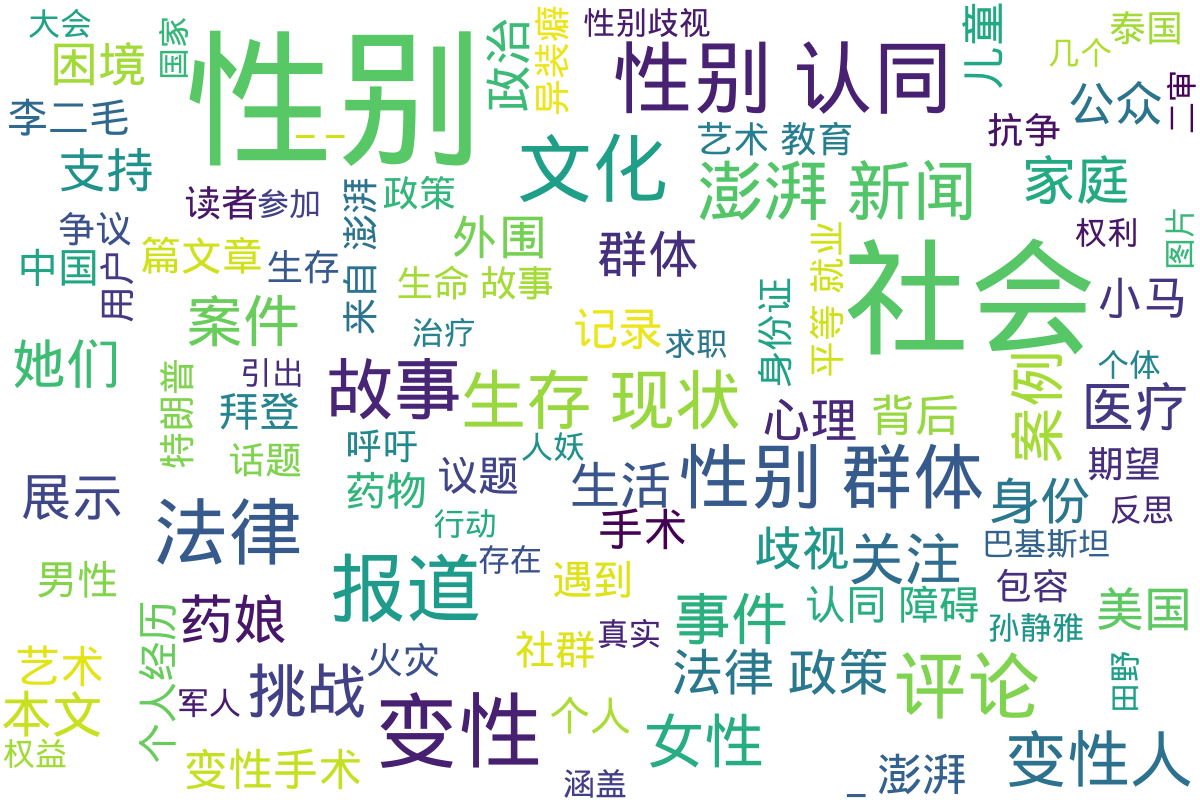 大会
国家
性别
政治
异装癖
性别歧视
性别 认同
儿童
几个
泰国
困境
李二毛
公众
二审
抗争
艺术 教育
支持
文化
澎湃 新闻
家庭
读者
参加
来自 澎湃
政策
争议
用户
篇文章
生存
外围
群体
就业
权利
图片
中国
生命 故事
社会
小马
案件
治疗
记录
求职
身份证
平等
她们
特朗普
引出
故事
生存 现状
案例
个体
医疗
拜登
心理
背后
话题
呼吁
人妖
药物
议题
生活
性别 群体
期望
展示
法律
行动
手术
身份
反思
报道
存在
歧视
关注
巴基斯坦
男性
个人经历
药娘
遇到
事件
认同 障碍
包容
孙静雅
美国
社群
真实
艺术
军人
挑战
火灾
法律 政策
评论
田野
本文
变性
个人
女性
权益
变性手术
涵盖
_ 澎湃
变性人